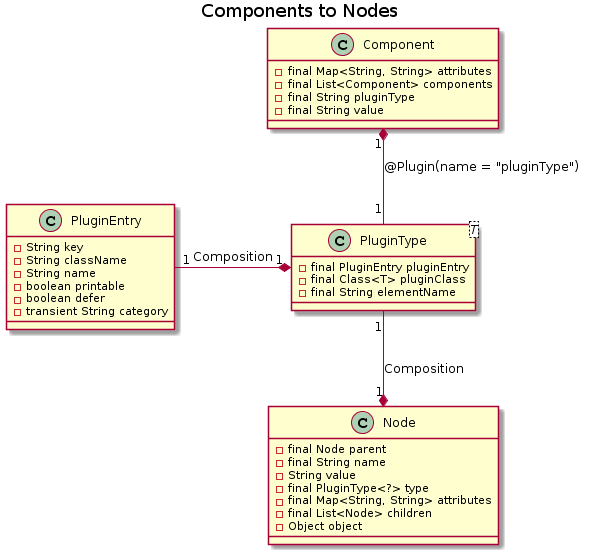 Components to Nodes
C Component
final Map<String, String> attributes
final List<Component> components
final String pluginType
final String value
1
@Plugin(name = "pluginType")
1
C PluginEntry
String key
String className
String name
boolean printable
boolean defer
transient String category
1 Composition 1
C PluginType T
final PluginEntry pluginEntry
final Class<T> pluginClass
final String elementName
1
Composition
1
C Node
final Node parent
final String name
String value
final PluginType<?> type
final Map<String, String> attributes
final List<Node> children
Object object